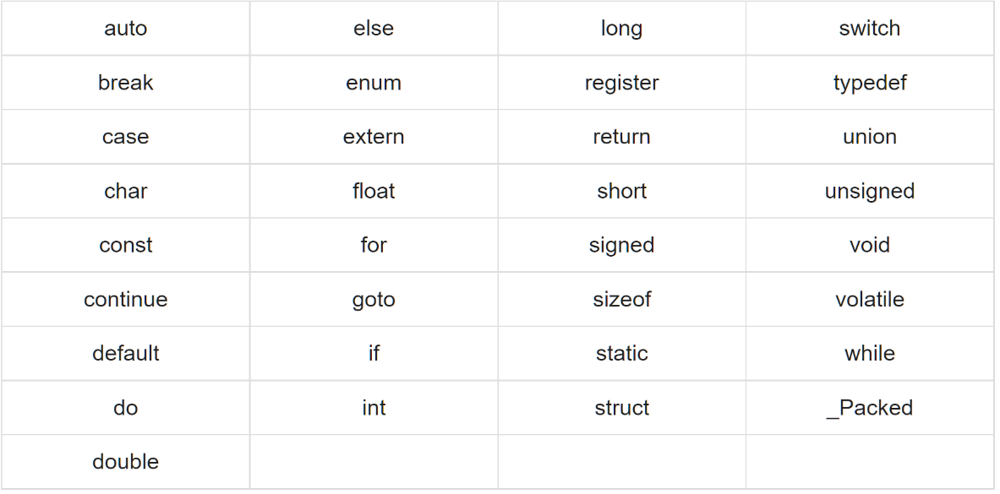 auto else long switch
break enum register typedef
case extern return union
char float short unsigned
const for signed void
continue goto sizeof volatile
default if static while
do int struct _Packed
double